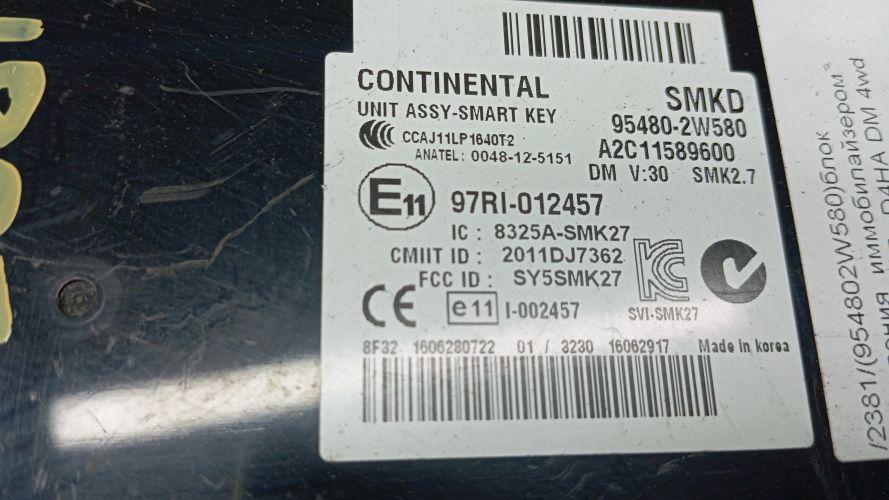 CONTINENTAL
UNIT ASSY-SMART KEY
CCAJ11LP1640T2
ANATEL: 0048-12-5151
SMKD
95480-2W580
A2C11589600
DM V:30 SMK2.7
E11 97RI-012457
IC : 8325A-SMK27
CMIIT ID : 2011DJ7362
FCC ID : SY5SMK27
CE e11 I-002457
SVI-SMK27
8F32 1606280722 01 / 3230 16062917 Made in korea
/2381/(954802W580)блок
иммобилайзером
D4HA DM 4wd